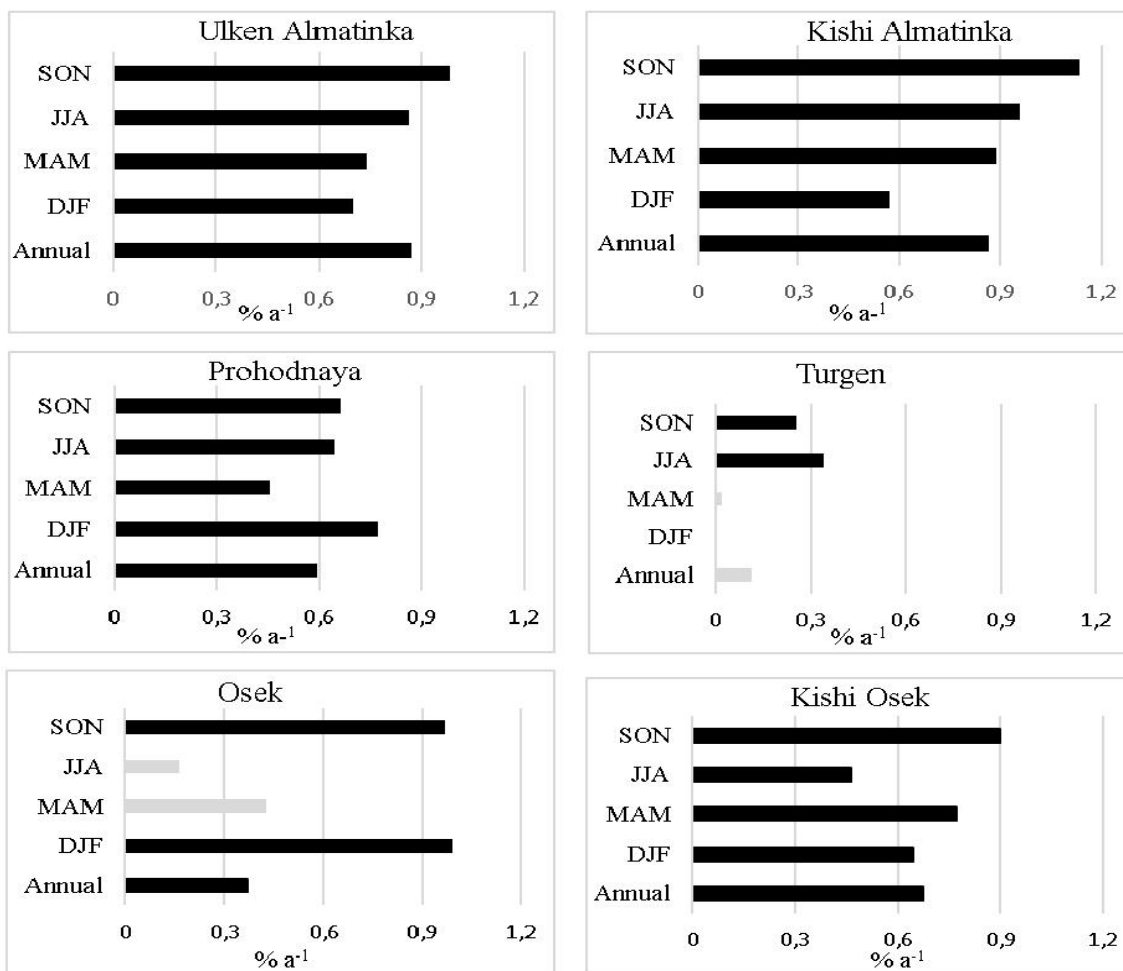 Ulken Almatinka
SON
JJA
MAM
DJF
Annual
0 0,3 0,6 0,9 1,2
% a⁻¹
Kishi Almatinka
SON
JJA
MAM
DJF
Annual
0 0,3 0,6 0,9 1,2
% a⁻¹
Prohodnaya
SON
JJA
MAM
DJF
Annual
0 0,3 0,6 0,9 1,2
% a-¹
Turgen
SON
JJA
MAM
DJF
Annual
0 0,3 0,6 0,9 1,2
% a⁻¹
Osek
SON
JJA
MAM
DJF
Annual
0 0,3 0,6 0,9 1,2
% a⁻¹
Kishi Osek
SON
JJA
MAM
DJF
Annual
0 0,3 0,6 0,9 1,2
% a⁻¹